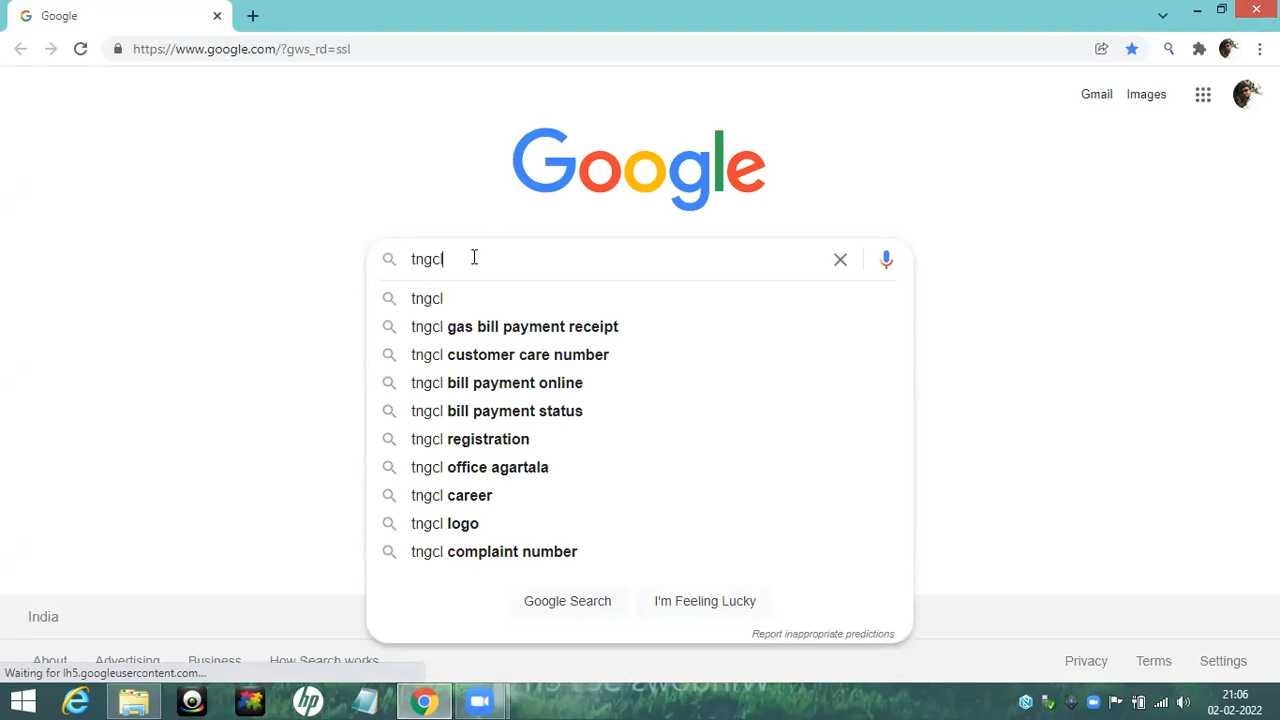 Google
https://www.google.com/?gws_rd=ssl
Gmail Images
Google
tngcl
tngcl
tngcl gas bill payment receipt
tngcl customer care number
tngcl bill payment online
tngcl bill payment status
tngcl registration
tngcl office agartala
tngcl career
tngcl logo
tngcl complaint number
Google Search I'm Feeling Lucky
Report inappropriate predictions
India
About Advertising Business How Search works Privacy Terms Settings
Waiting for lh5.googleusercontent.com...
hp
21:06
02-02-2022